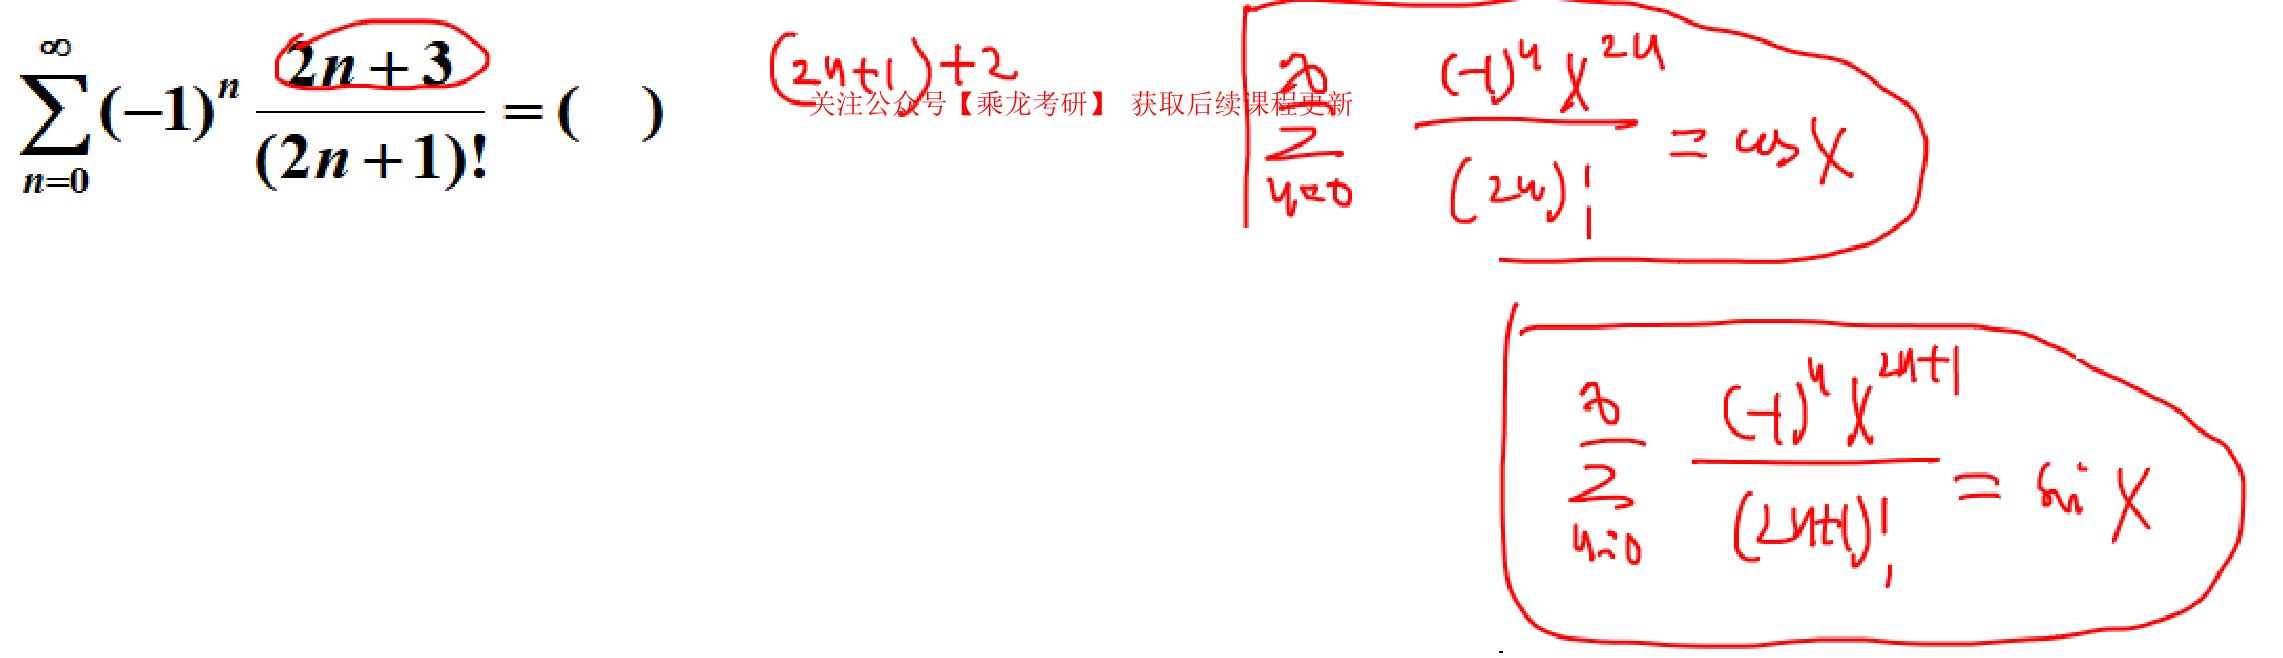 ∞
∑ (−1)^n (2n + 3)/((2n + 1)!) = ( )
n=0
(2n+1)+2
关注公众号【乘龙考研】 获取后续课程更新
∞
∑ (-1)^n x^{2n}/(2n)! = cos x
n=0
∞
∑ (-1)^n x^{2n+1}/(2n+1)! = sin x
n=0